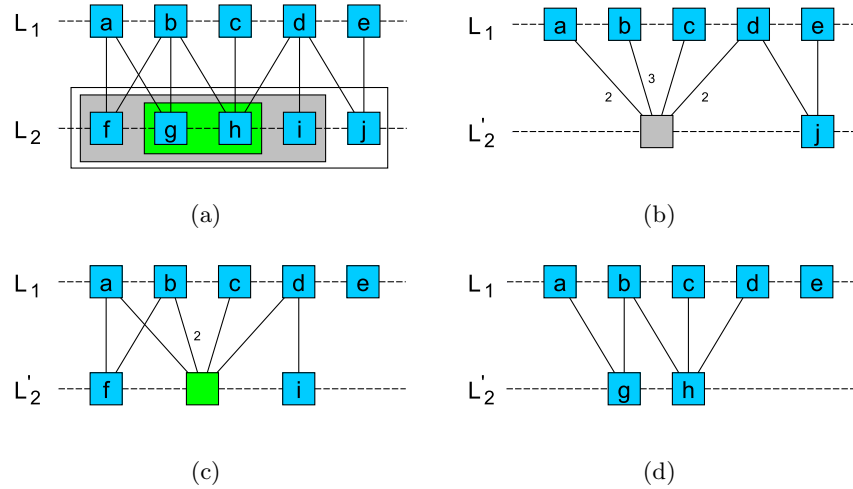 L1 a b c d e
L2 f g h i j
(a)
L1 a b c d e
2 3 2
L'2 j
(b)
L1 a b c d e
2
L'2 f i
(c)
L1 a b c d e
L'2 g h
(d)